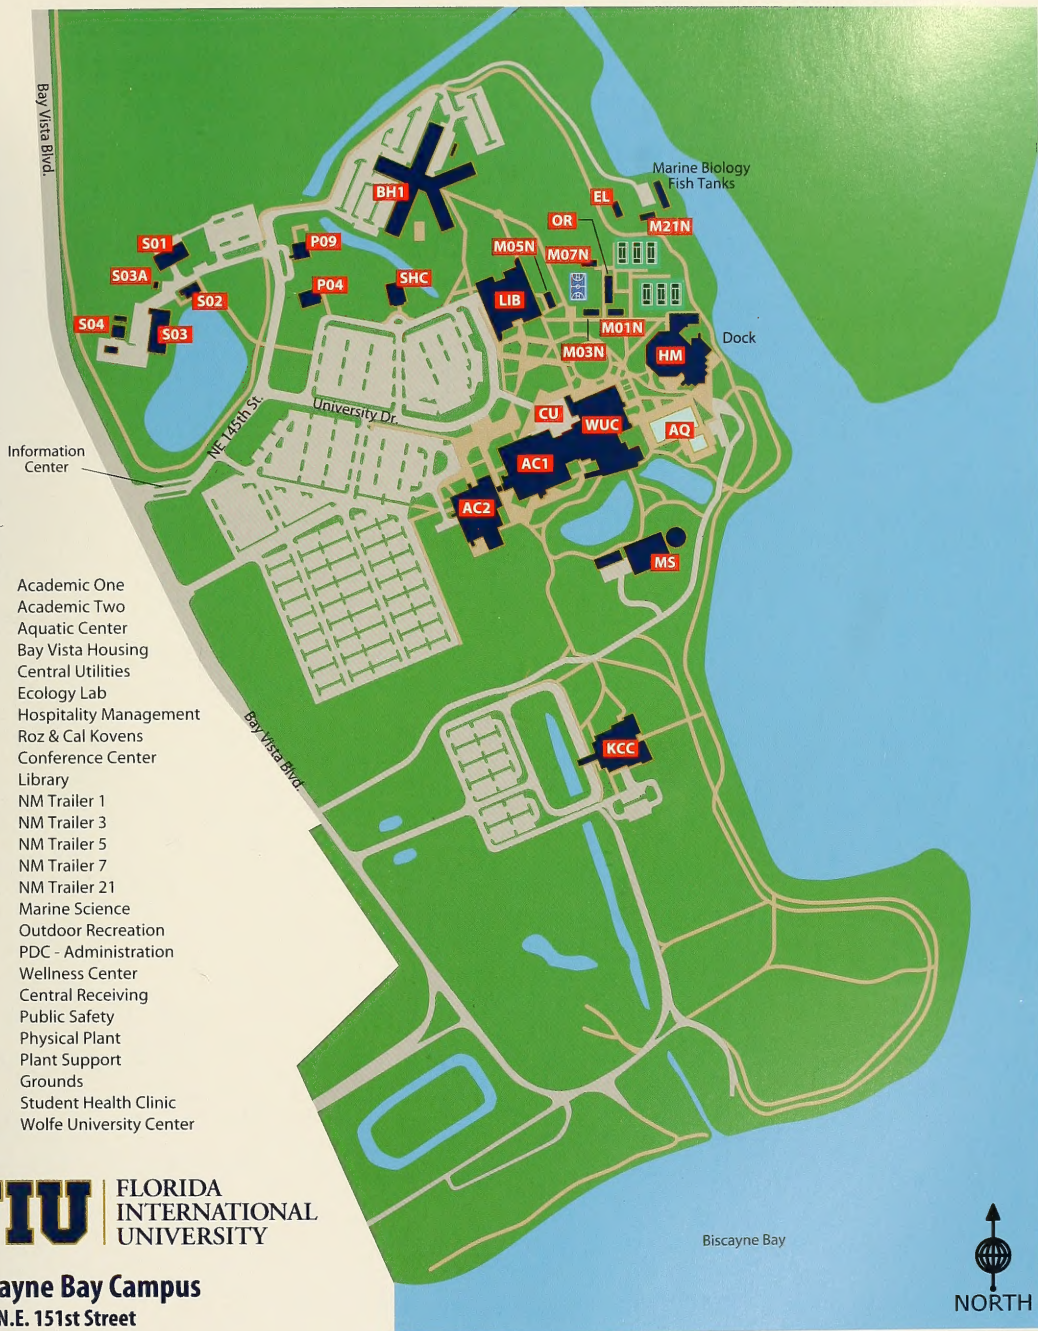 Bay Vista Blvd.
Marine Biology
Fish Tanks
BH1
EL
OR
M21N
S01
P09
M05N
M07N
S03A
P04
SHC
S02
LIB
S04
S03
M01N
M03N
HM
Dock
University Dr.
NE 145th St.
CU
WUC
AQ
Information
Center
AC1
AC2
MS
Academic One
Academic Two
Aquatic Center
Bay Vista Housing
Central Utilities
Ecology Lab
Hospitality Management
Roz & Cal Kovens
Conference Center
Library
NM Trailer 1
NM Trailer 3
NM Trailer 5
NM Trailer 7
NM Trailer 21
Marine Science
Outdoor Recreation
PDC - Administration
Wellness Center
Central Receiving
Public Safety
Physical Plant
Plant Support
Grounds
Student Health Clinic
Wolfe University Center
Bay Vista Blvd.
KCC
FIU
FLORIDA
INTERNATIONAL
UNIVERSITY
ayne Bay Campus
N.E. 151st Street
Biscayne Bay
NORTH